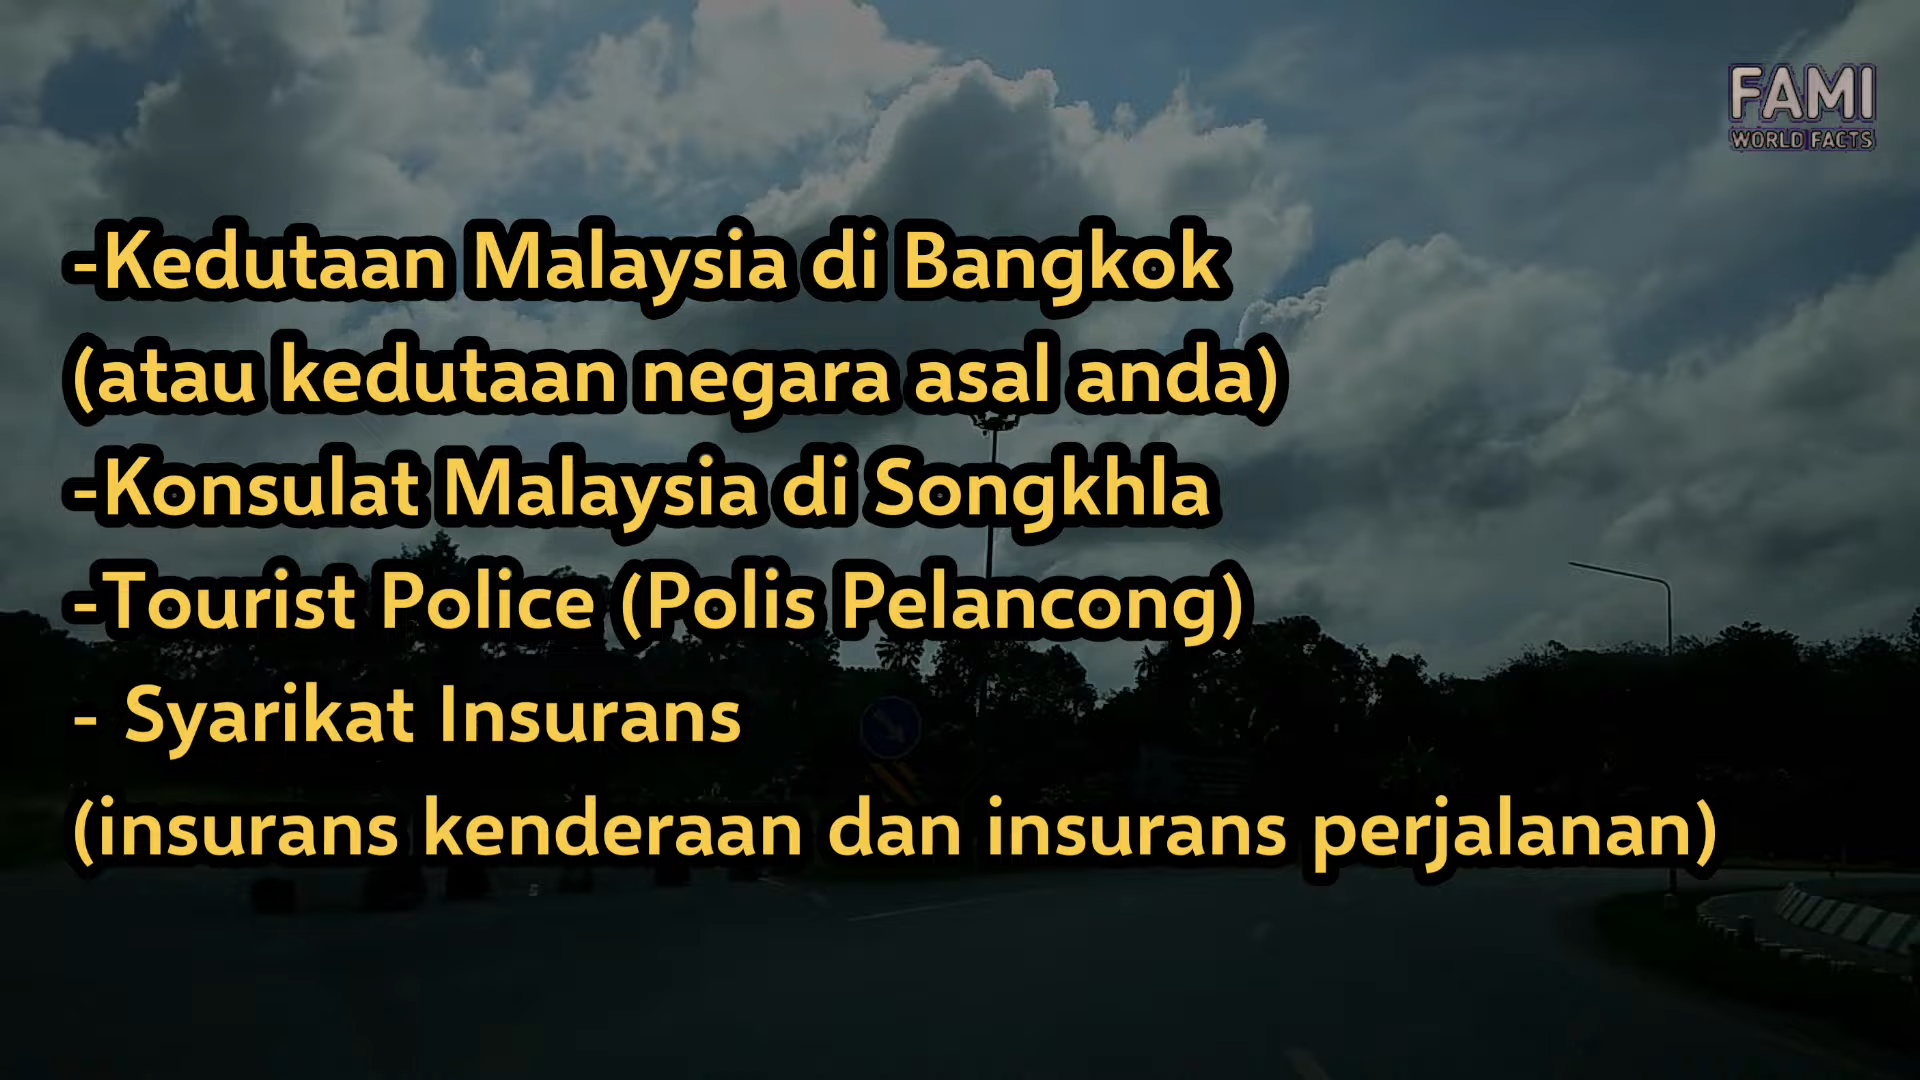 FAMI
WORLD FACTS
-Kedutaan Malaysia di Bangkok
(atau kedutaan negara asal anda)
-Konsulat Malaysia di Songkhla
-Tourist Police (Polis Pelancong)
- Syarikat Insurans
(insurans kenderaan dan insurans perjalanan)